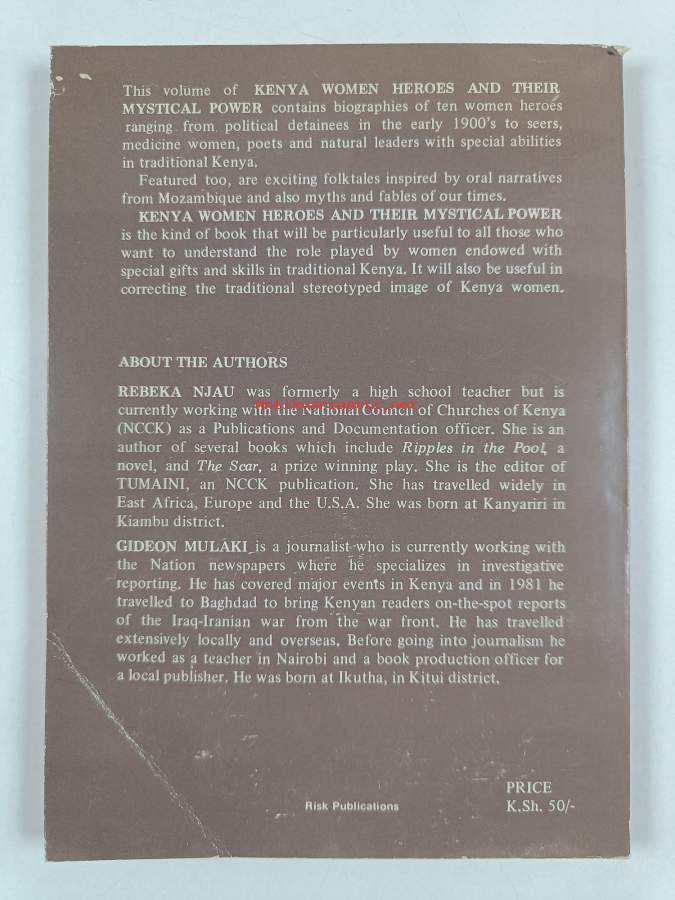 This volume of KENYA WOMEN HEROES AND THEIR
MYSTICAL POWER contains biographies of ten women heroes
ranging from political detainees in the early 1900's to seers,
medicine women, poets and natural leaders with special abilities
in traditional Kenya.
Featured too, are exciting folktales inspired by oral narratives
from Mozambique and also myths and fables of our times.
KENYA WOMEN HEROES AND THEIR MYSTICAL POWER
is the kind of book that will be particularly useful to all those who
want to understand the role played by women endowed with
special gifts and skills in traditional Kenya. It will also be useful in
correcting the traditional stereotyped image of Kenya women.
ABOUT THE AUTHORS
REBEKA NJAU was formerly a high school teacher but is
currently working with the National Council of Churches of Kenya
(NCCK) as a Publications and Documentation officer. She is an
author of several books which include Ripples in the Pool, a
novel, and The Scar, a prize winning play. She is the editor of
TUMAINI, an NCCK publication. She has travelled widely in
East Africa, Europe and the U.S.A. She was born at Kanyariri in
Kiambu district.
GIDEON MULAKI is a journalist who is currently working with
the Nation newspapers where he specializes in investigative
reporting. He has covered major events in Kenya and in 1981 he
travelled to Baghdad to bring Kenyan readers on-the-spot reports
of the Iraq-Iranian war from the war front. He has travelled
extensively locally and overseas. Before going into journalism he
worked as a teacher in Nairobi and a book production officer for
a local publisher. He was born at Ikutha, in Kitui district.
PRICE
Risk Publications K.Sh. 50/-